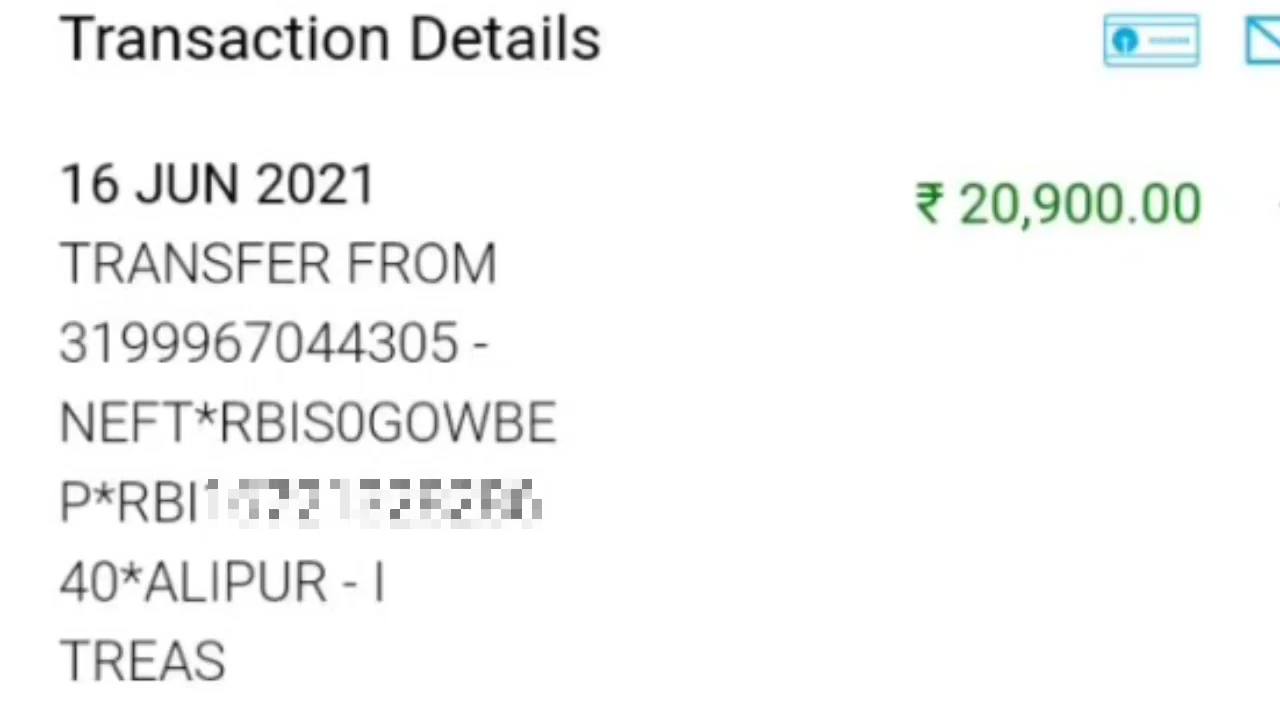 Transaction Details
16 JUN 2021
₹ 20,900.00
TRANSFER FROM
3199967044305 -
NEFT*RBIS0GOWBE
P*RBI
40*ALIPUR - I
TREAS